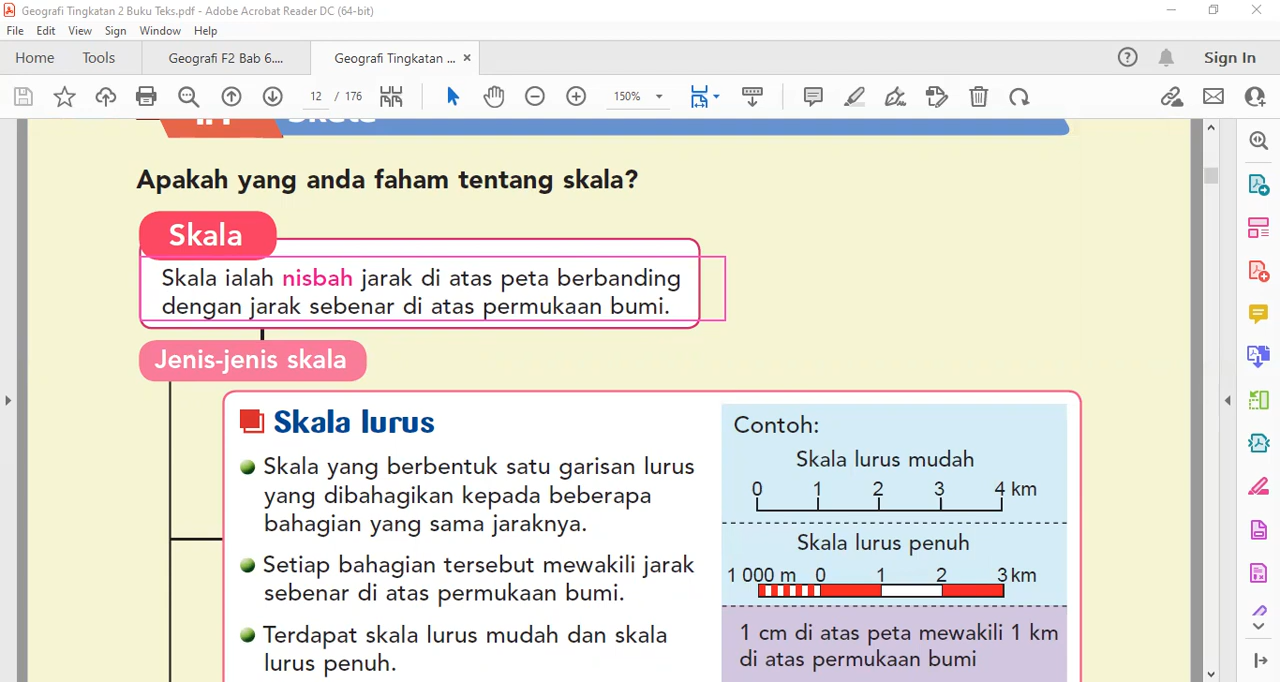 Geografi Tingkatan 2 Buku Teks.pdf - Adobe Acrobat Reader DC (64-bit)
File Edit View Sign Window Help
Home Tools Geografi F2 Bab 6.... Geografi Tingkatan ... × Sign In
12 / 176 150%
Apakah yang anda faham tentang skala?
Skala
Skala ialah nisbah jarak di atas peta berbanding
dengan jarak sebenar di atas permukaan bumi.
Jenis-jenis skala
Skala lurus
Skala yang berbentuk satu garisan lurus
yang dibahagikan kepada beberapa
bahagian yang sama jaraknya.
Setiap bahagian tersebut mewakili jarak
sebenar di atas permukaan bumi.
Terdapat skala lurus mudah dan skala
lurus penuh.
Contoh:
Skala lurus mudah
0 1 2 3 4 km
Skala lurus penuh
1 000 m 0 1 2 3 km
1 cm di atas peta mewakili 1 km
di atas permukaan bumi